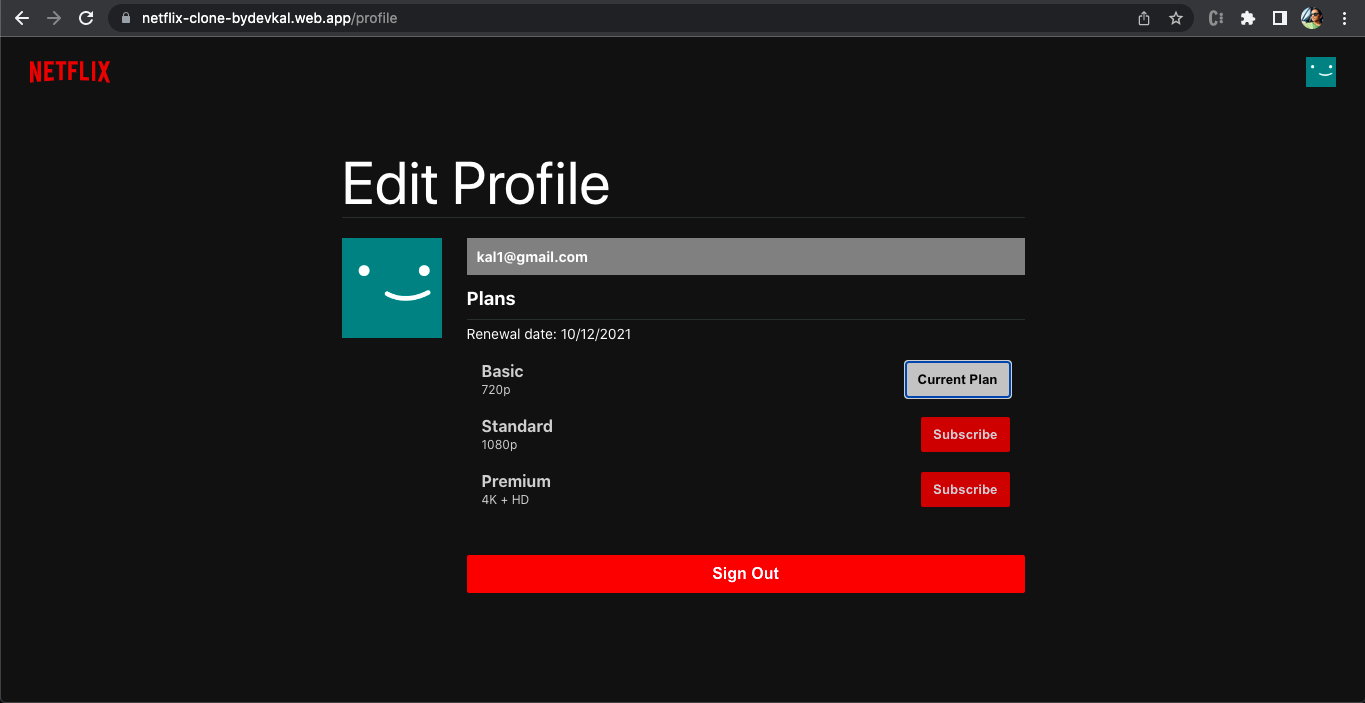 netflix-clone-bydevkal.web.app/profile
NETFLIX
Edit Profile
kal1@gmail.com
Plans
Renewal date: 10/12/2021
Basic
720p
Current Plan
Standard
1080p
Subscribe
Premium
4K + HD
Subscribe
Sign Out